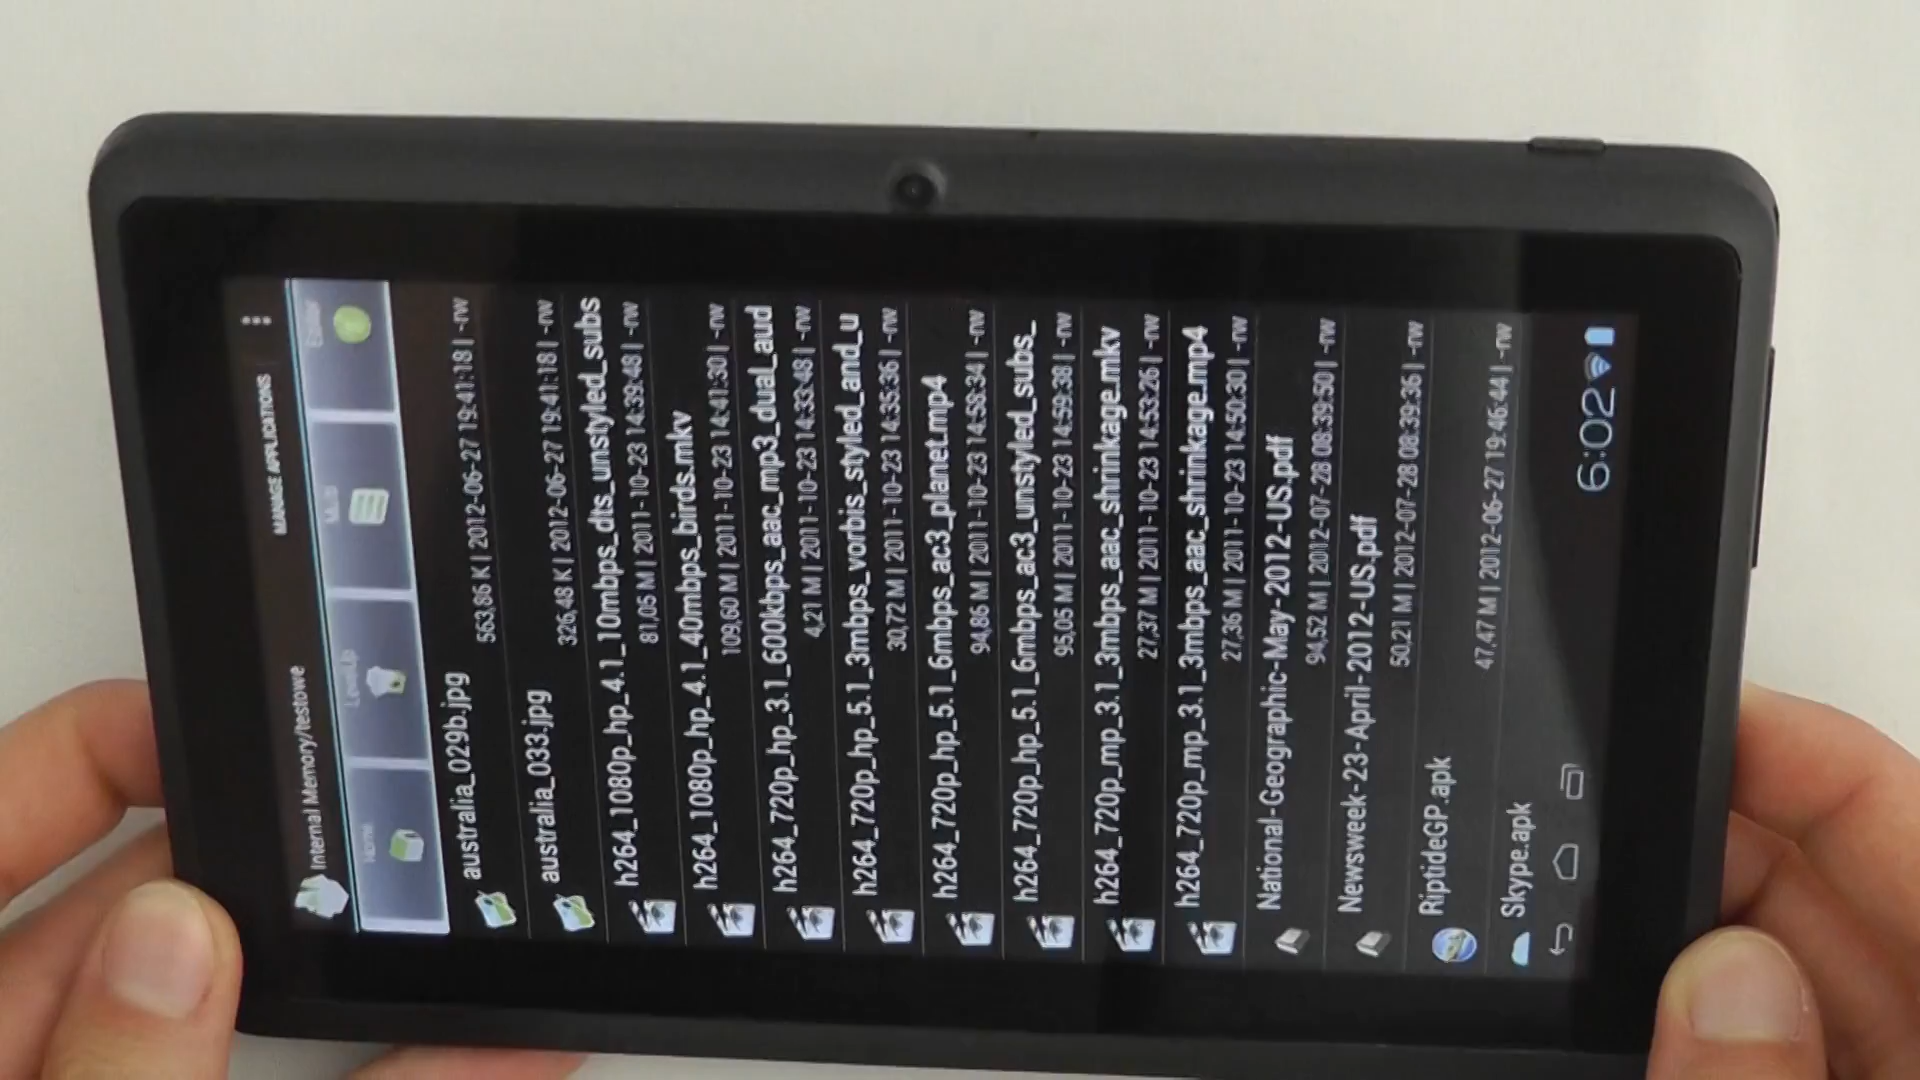 Internal Memory/testowe
MANAGE APPLICATIONS
Home
LevelUp
Multi
australia_029b.jpg
563,86 K | 2012-06-27 19:41:18 | -rw
australia_033.jpg
326,48 K | 2012-06-27 19:41:18 | -rw
h264_1080p_hp_4.1_10mbps_dts_unstyled_subs
81,05 M | 2011-10-23 14:39:48 | -rw
h264_1080p_hp_4.1_40mbps_birds.mkv
109,60 M | 2011-10-23 14:41:30 | -rw
h264_720p_hp_3.1_600kbps_aac_mp3_dual_aud
4,21 M | 2011-10-23 14:33:48 | -rw
h264_720p_hp_5.1_3mbps_vorbis_styled_and_u
30,72 M | 2011-10-23 14:35:36 | -rw
h264_720p_hp_5.1_6mbps_ac3_planet.mp4
94,86 M | 2011-10-23 14:58:34 | -rw
h264_720p_hp_5.1_6mbps_ac3_unstyled_subs_
95,05 M | 2011-10-23 14:59:38 | -rw
h264_720p_mp_3.1_3mbps_aac_shrinkage.mkv
27,37 M | 2011-10-23 14:53:26 | -rw
h264_720p_mp_3.1_3mbps_aac_shrinkage.mp4
27,36 M | 2011-10-23 14:50:30 | -rw
National-Geographic-May-2012-US.pdf
94,52 M | 2012-07-28 08:39:50 | -rw
Newsweek-23-April-2012-US.pdf
50,21 M | 2012-07-28 08:39:36 | -rw
RiptideGP.apk
47,47 M | 2012-06-27 19:46:44 | -rw
Skype.apk
6:02